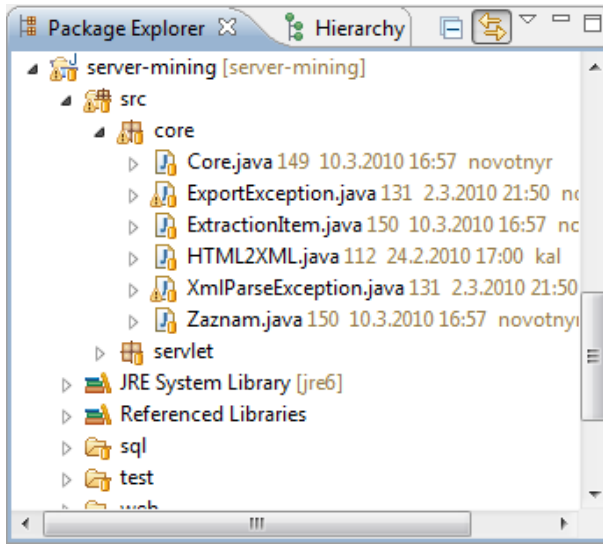 Package Explorer Hierarchy
server-mining [server-mining]
src
core
Core.java 149 10.3.2010 16:57 novotnyr
ExportException.java 131 2.3.2010 21:50
ExtractionItem.java 150 10.3.2010 16:57
HTML2XML.java 112 24.2.2010 17:00 kal
XmlParseException.java 131 2.3.2010 21:50
Zaznam.java 150 10.3.2010 16:57 novotnyr
servlet
JRE System Library [jre6]
Referenced Libraries
sql
test